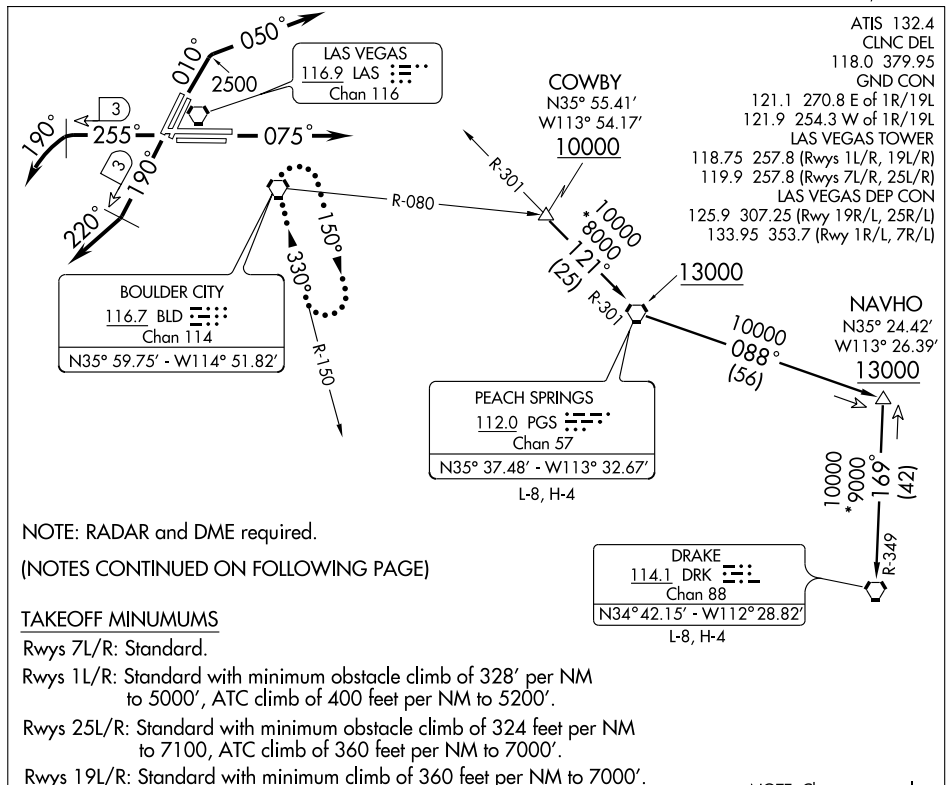 ATIS 132.4
CLNC DEL
118.0 379.95
GND CON
121.1 270.8 E of 1R/19L
121.9 254.3 W of 1R/19L
LAS VEGAS TOWER
118.75 257.8 (Rwys 1L/R, 19L/R)
119.9 257.8 (Rwys 7L/R, 25L/R)
LAS VEGAS DEP CON
125.9 307.25 (Rwy 19R/L, 25R/L)
133.95 353.7 (Rwy 1R/L, 7R/L)
050°
010°
2500
LAS VEGAS
116.9 LAS
Chan 116
3
190°
255°
075°
3
190°
220°
COWBY
N35° 55.41′
W113° 54.17′
10000
R-301
R-080
10000
*8000
121°
(25)
R-301
13000
150°
330°
R-150
BOULDER CITY
116.7 BLD
Chan 114
N35° 59.75′ - W114° 51.82′
NAVHO
N35° 24.42′
W113° 26.39′
13000
10000
088°
(56)
PEACH SPRINGS
112.0 PGS
Chan 57
N35° 37.48′ - W113° 32.67′
L-8, H-4
10000
*9000
169°
(42)
R-349
DRAKE
114.1 DRK
Chan 88
N34° 42.15′ - W112° 28.82′
L-8, H-4
NOTE: RADAR and DME required.
(NOTES CONTINUED ON FOLLOWING PAGE)
TAKEOFF MINUMUMS
Rwys 7L/R: Standard.
Rwys 1L/R: Standard with minimum obstacle climb of 328′ per NM
to 5000′, ATC climb of 400 feet per NM to 5200′.
Rwys 25L/R: Standard with minimum obstacle climb of 324 feet per NM
to 7100, ATC climb of 360 feet per NM to 7000′.
Rwys 19L/R: Standard with minimum climb of 360 feet per NM to 7000′.